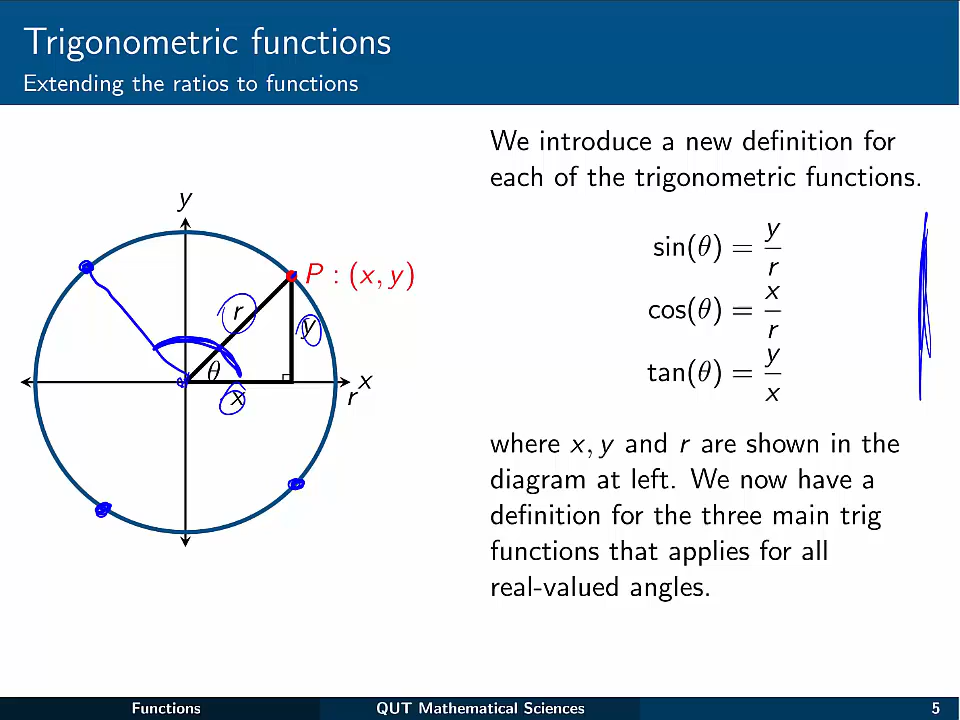 Trigonometric functions
Extending the ratios to functions
We introduce a new definition for
each of the trigonometric functions.
sin(θ) = y/r
cos(θ) = x/r
tan(θ) = y/x
where x, y and r are shown in the
diagram at left. We now have a
definition for the three main trig
functions that applies for all
real-valued angles.
y
P : (x, y)
r
y
θ
x
x
r
Functions
QUT Mathematical Sciences
5